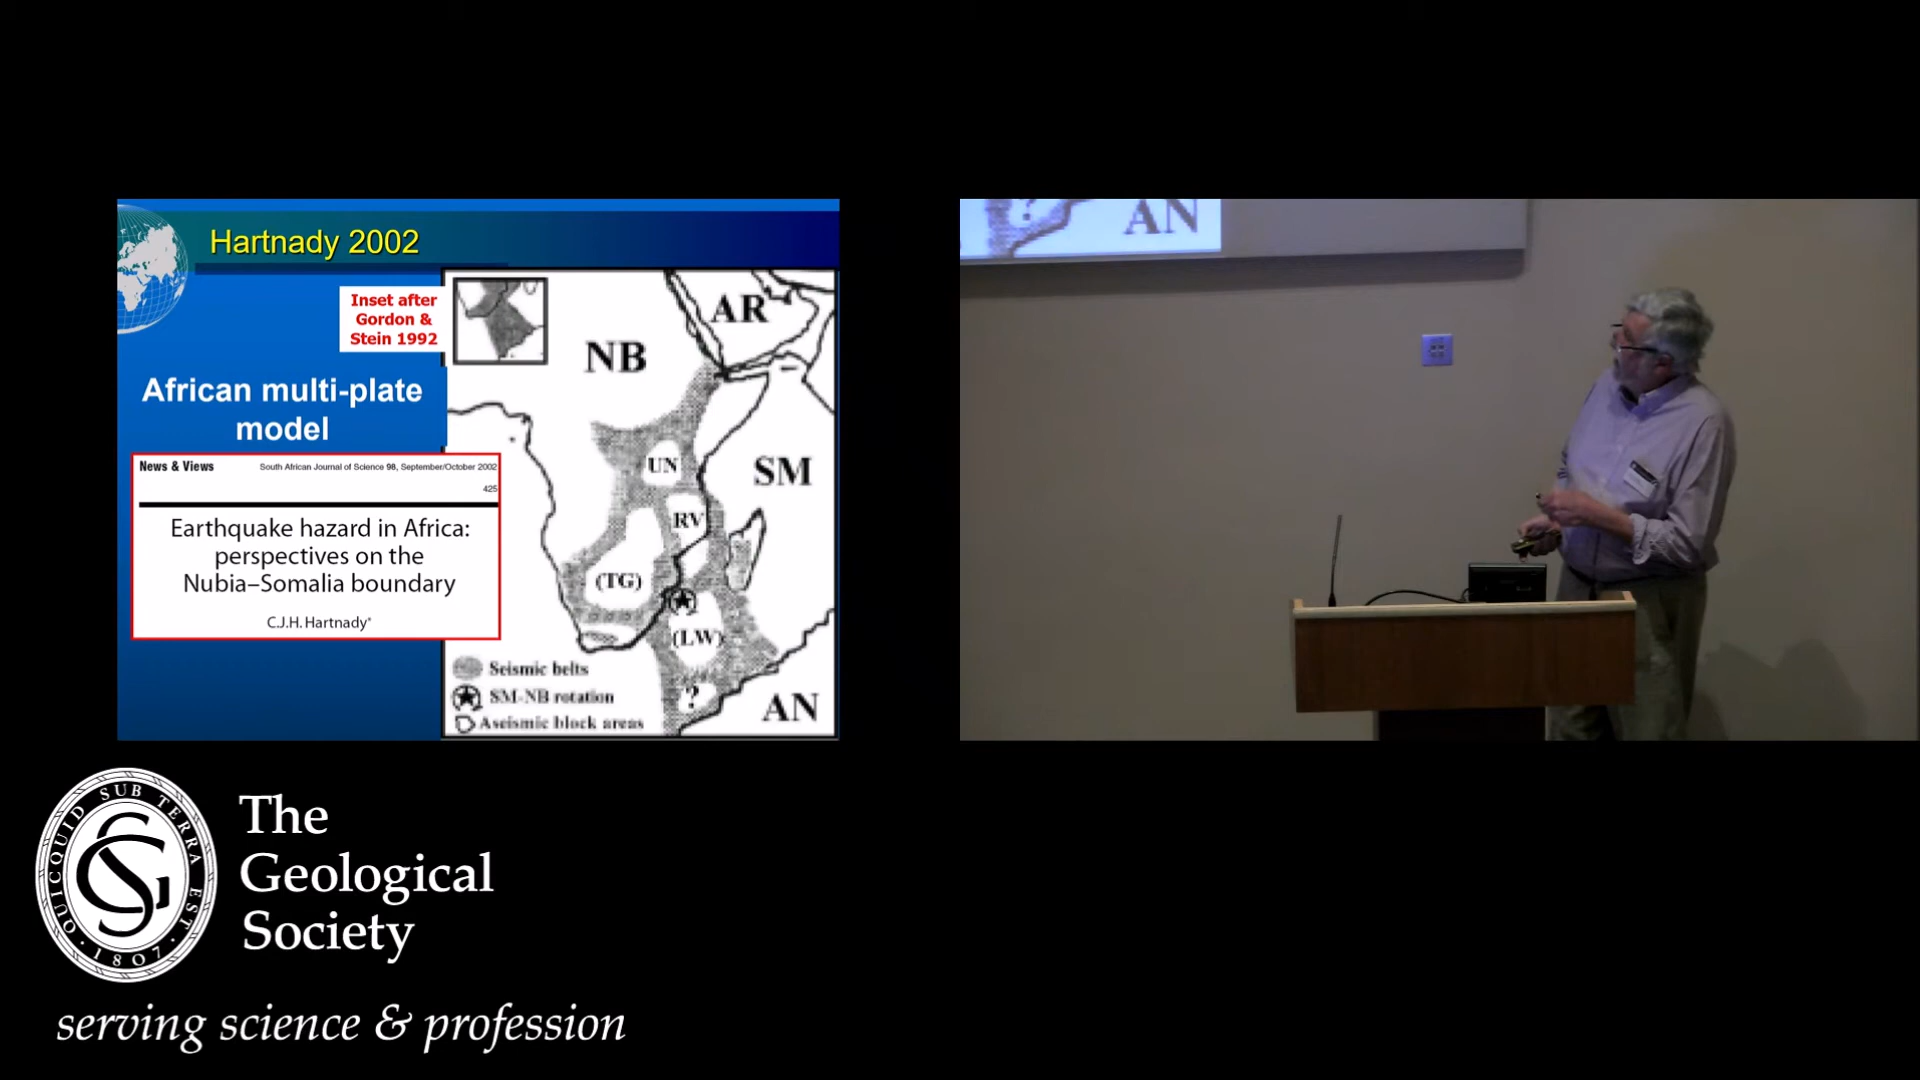 Hartnady 2002
Inset after
Gordon &
Stein 1992
African multi-plate
model
News & Views
South African Journal of Science 98, September/October 2002
425
Earthquake hazard in Africa:
perspectives on the
Nubia–Somalia boundary
C.J.H. Hartnady*
AR
NB
UN
SM
RV
(TG)
(LW)
?
AN
Seismic belts
SM-NB rotation
Aseismic block areas
? AN
QUICQUID SUB TERRA EST
1807
The
Geological
Society
serving science & profession